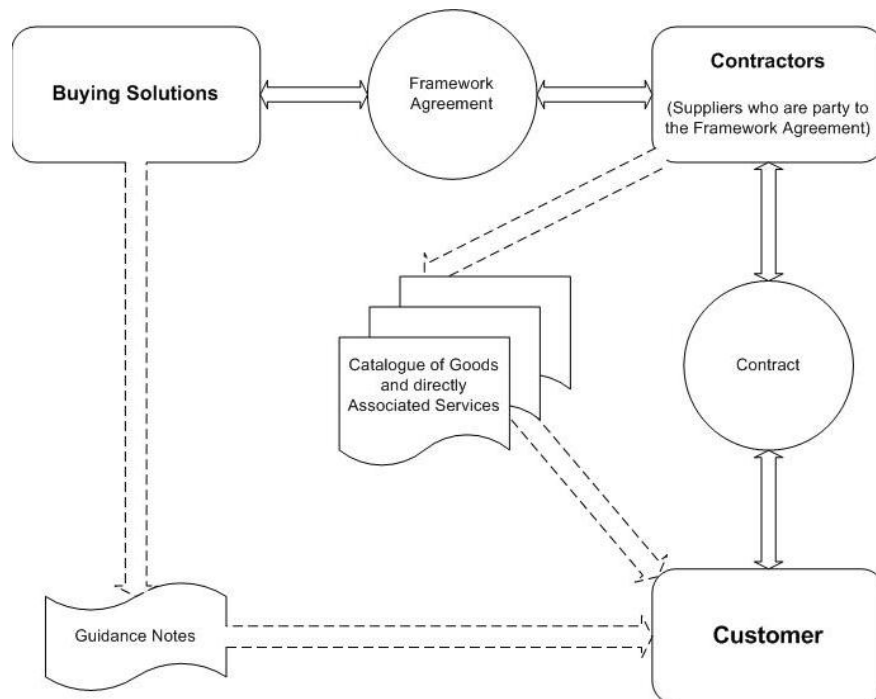 Buying Solutions
Framework
Agreement
Contractors
(Suppliers who are party to
the Framework Agreement)
Catalogue of Goods
and directly
Associated Services
Contract
Guidance Notes
Customer